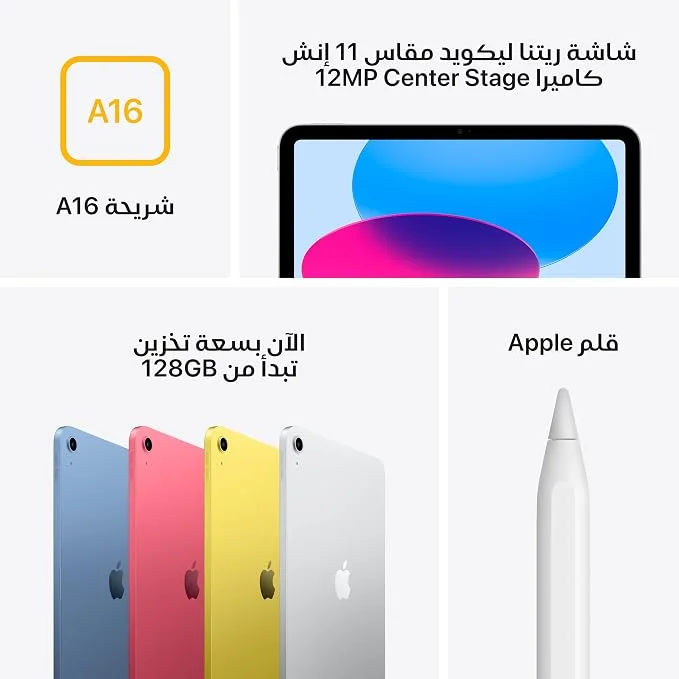 شاشة ريتنا ليكويد مقاس 11 إنش
كاميرا 12MP Center Stage
A16
شريحة A16
قلم Apple
الآن بسعة تخزين
تبدأ من 128GB